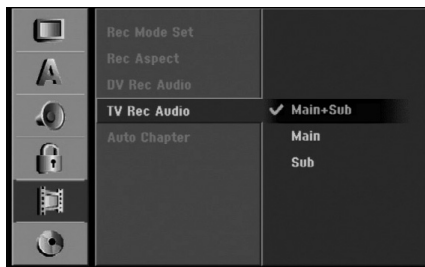 Rec Mode Set
Rec Aspect
DV Rec Audio
TV Rec Audio
Auto Chapter
Main+Sub
Main
Sub
A